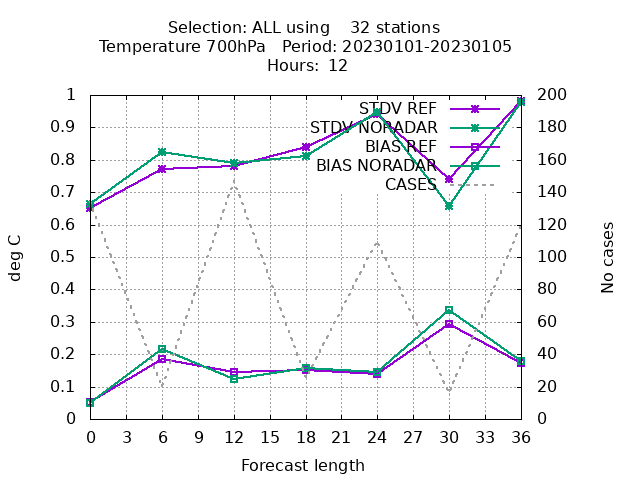 Selection: ALL using    32 stations
Temperature 700hPa   Period: 20230101-20230105
Hours:  12
1
0.9
0.8
0.7
0.6
0.5
0.4
0.3
0.2
0.1
0
deg C
STDV REF
STDV NORADAR
BIAS REF
BIAS NORADAR
CASES
200
180
160
140
120
100
80
60
40
20
0
No cases
0 3 6 9 12 15 18 21 24 27 30 33 36
Forecast length